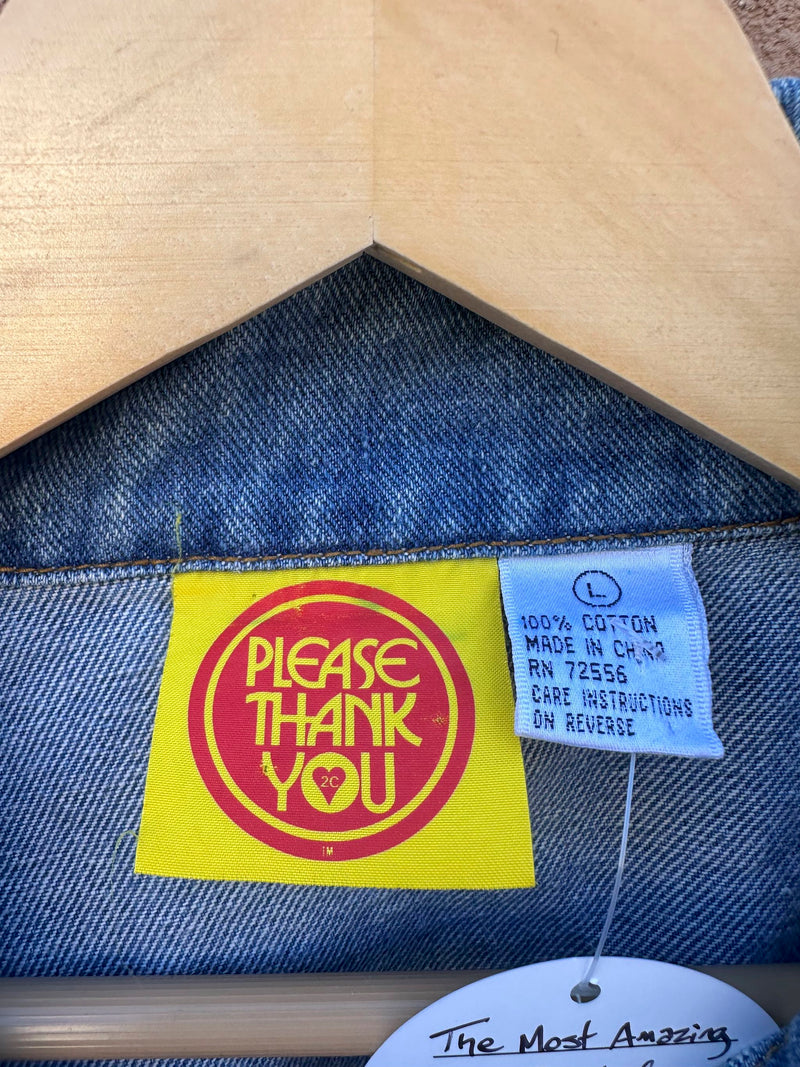 PLEASE
THANK
YOU
2C
TM
L
100% COTTON
MADE IN CHINA
RN 72556
CARE INSTRUCTIONS
ON REVERSE
The Most Amazing